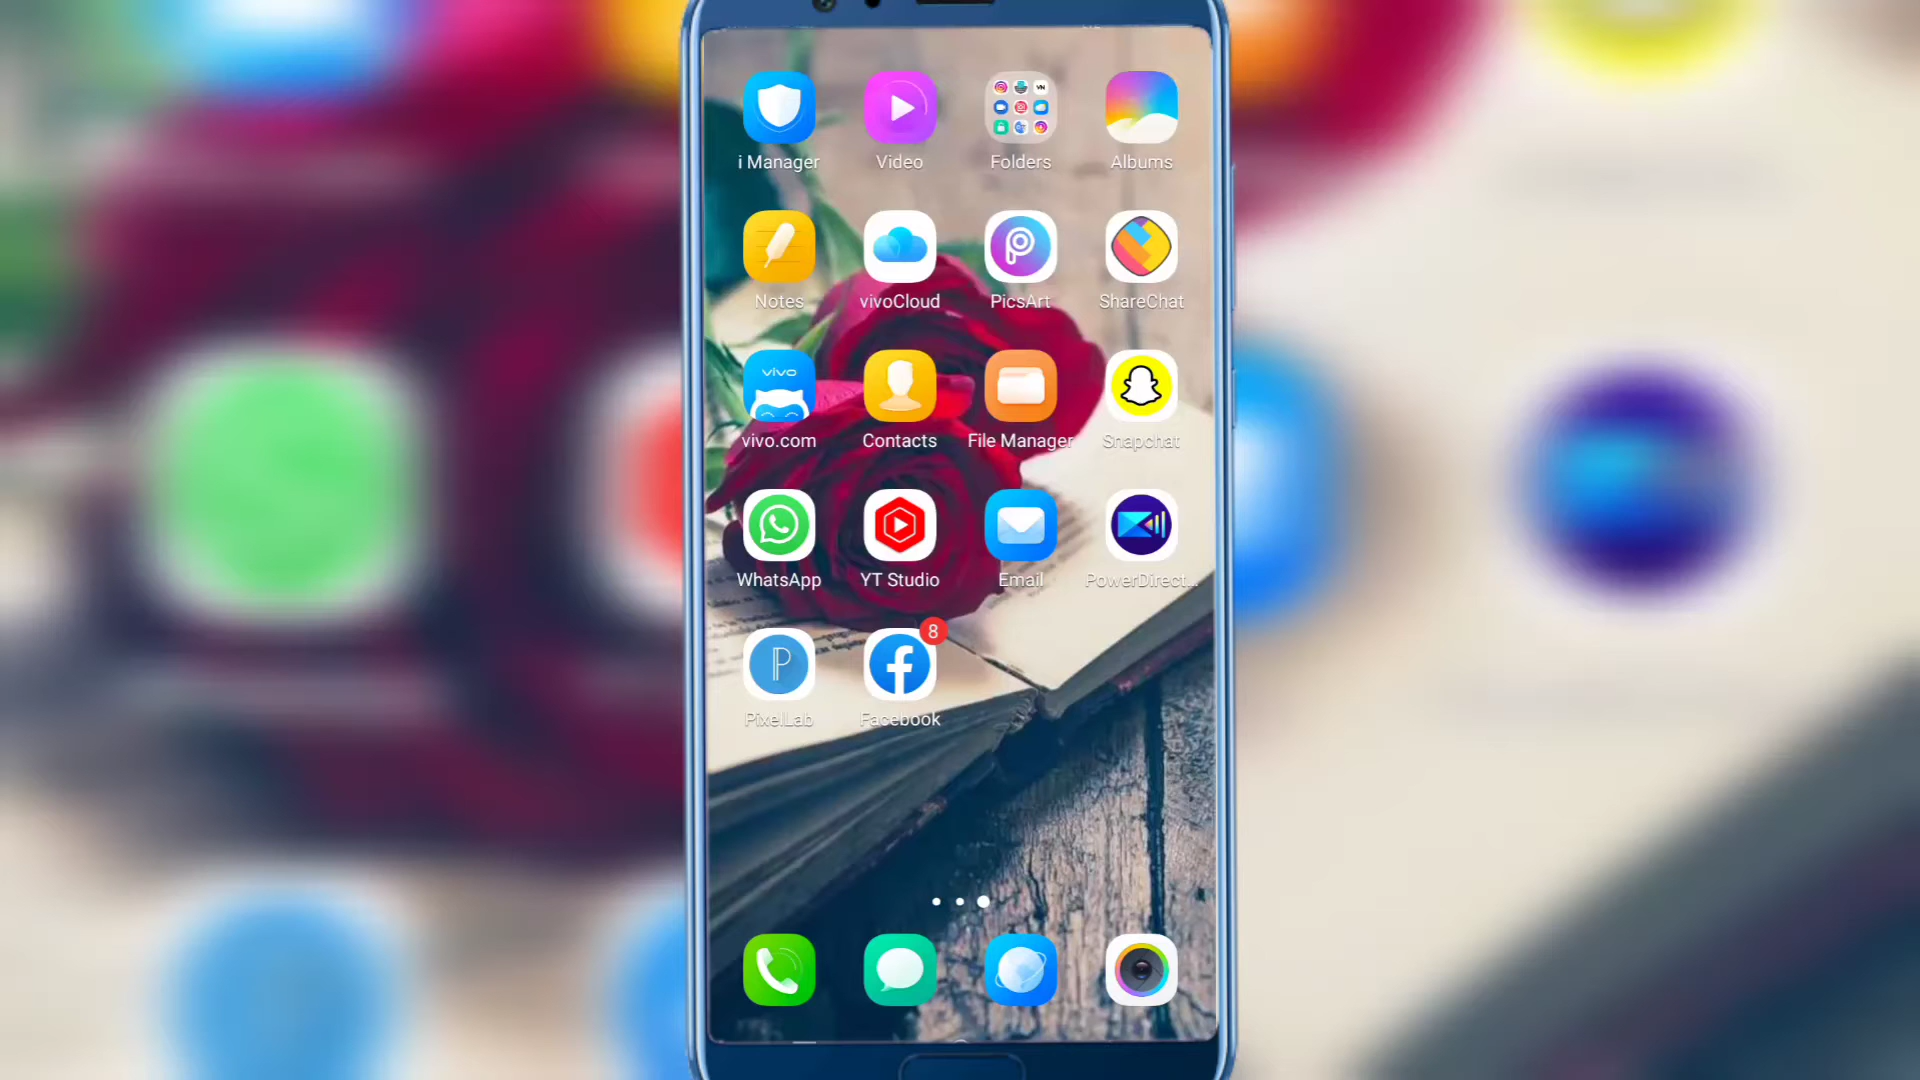 i Manager
Video
Folders
Albums
Notes
vivoCloud
PicsArt
ShareChat
vivo
vivo.com
Contacts
File Manager
Snapchat
WhatsApp
YT Studio
Email
PowerDirect...
8
PixelLab
Facebook